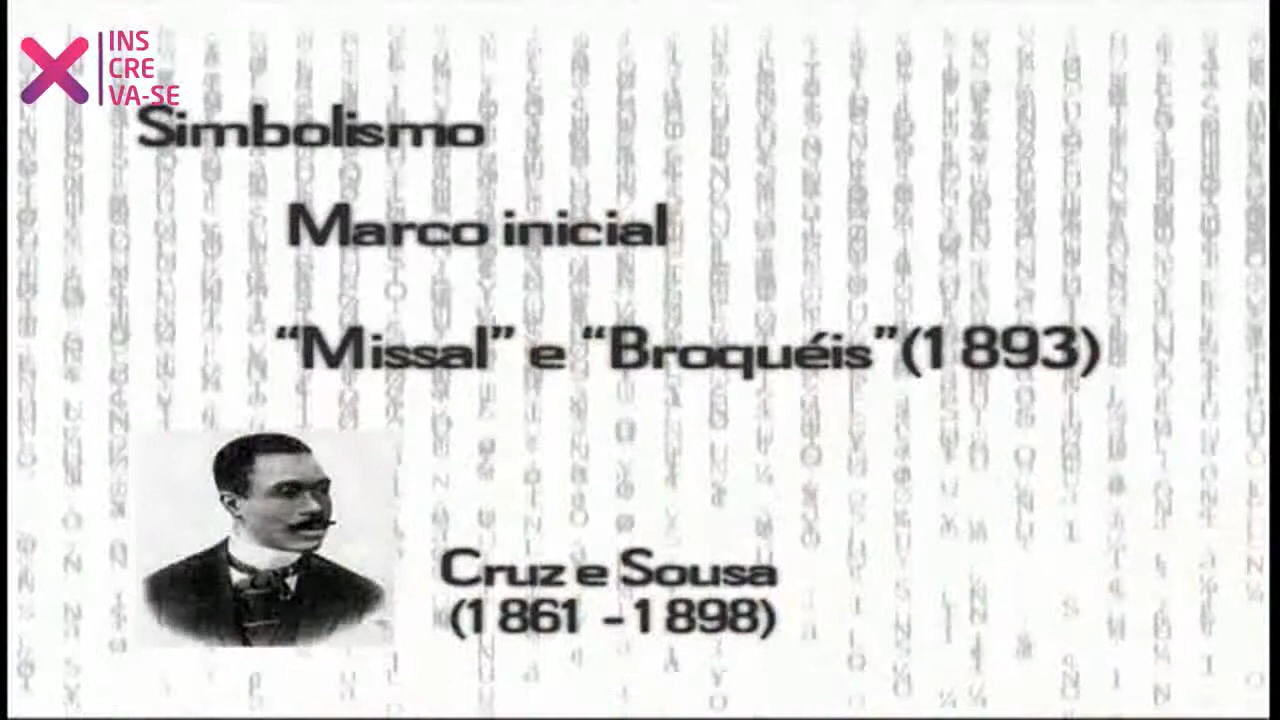 INS
CRE
VA-SE
Simbolismo
Marco inicial
“Missal” e “Broquéis”(1893)
Cruz e Sousa
(1861 -1898)